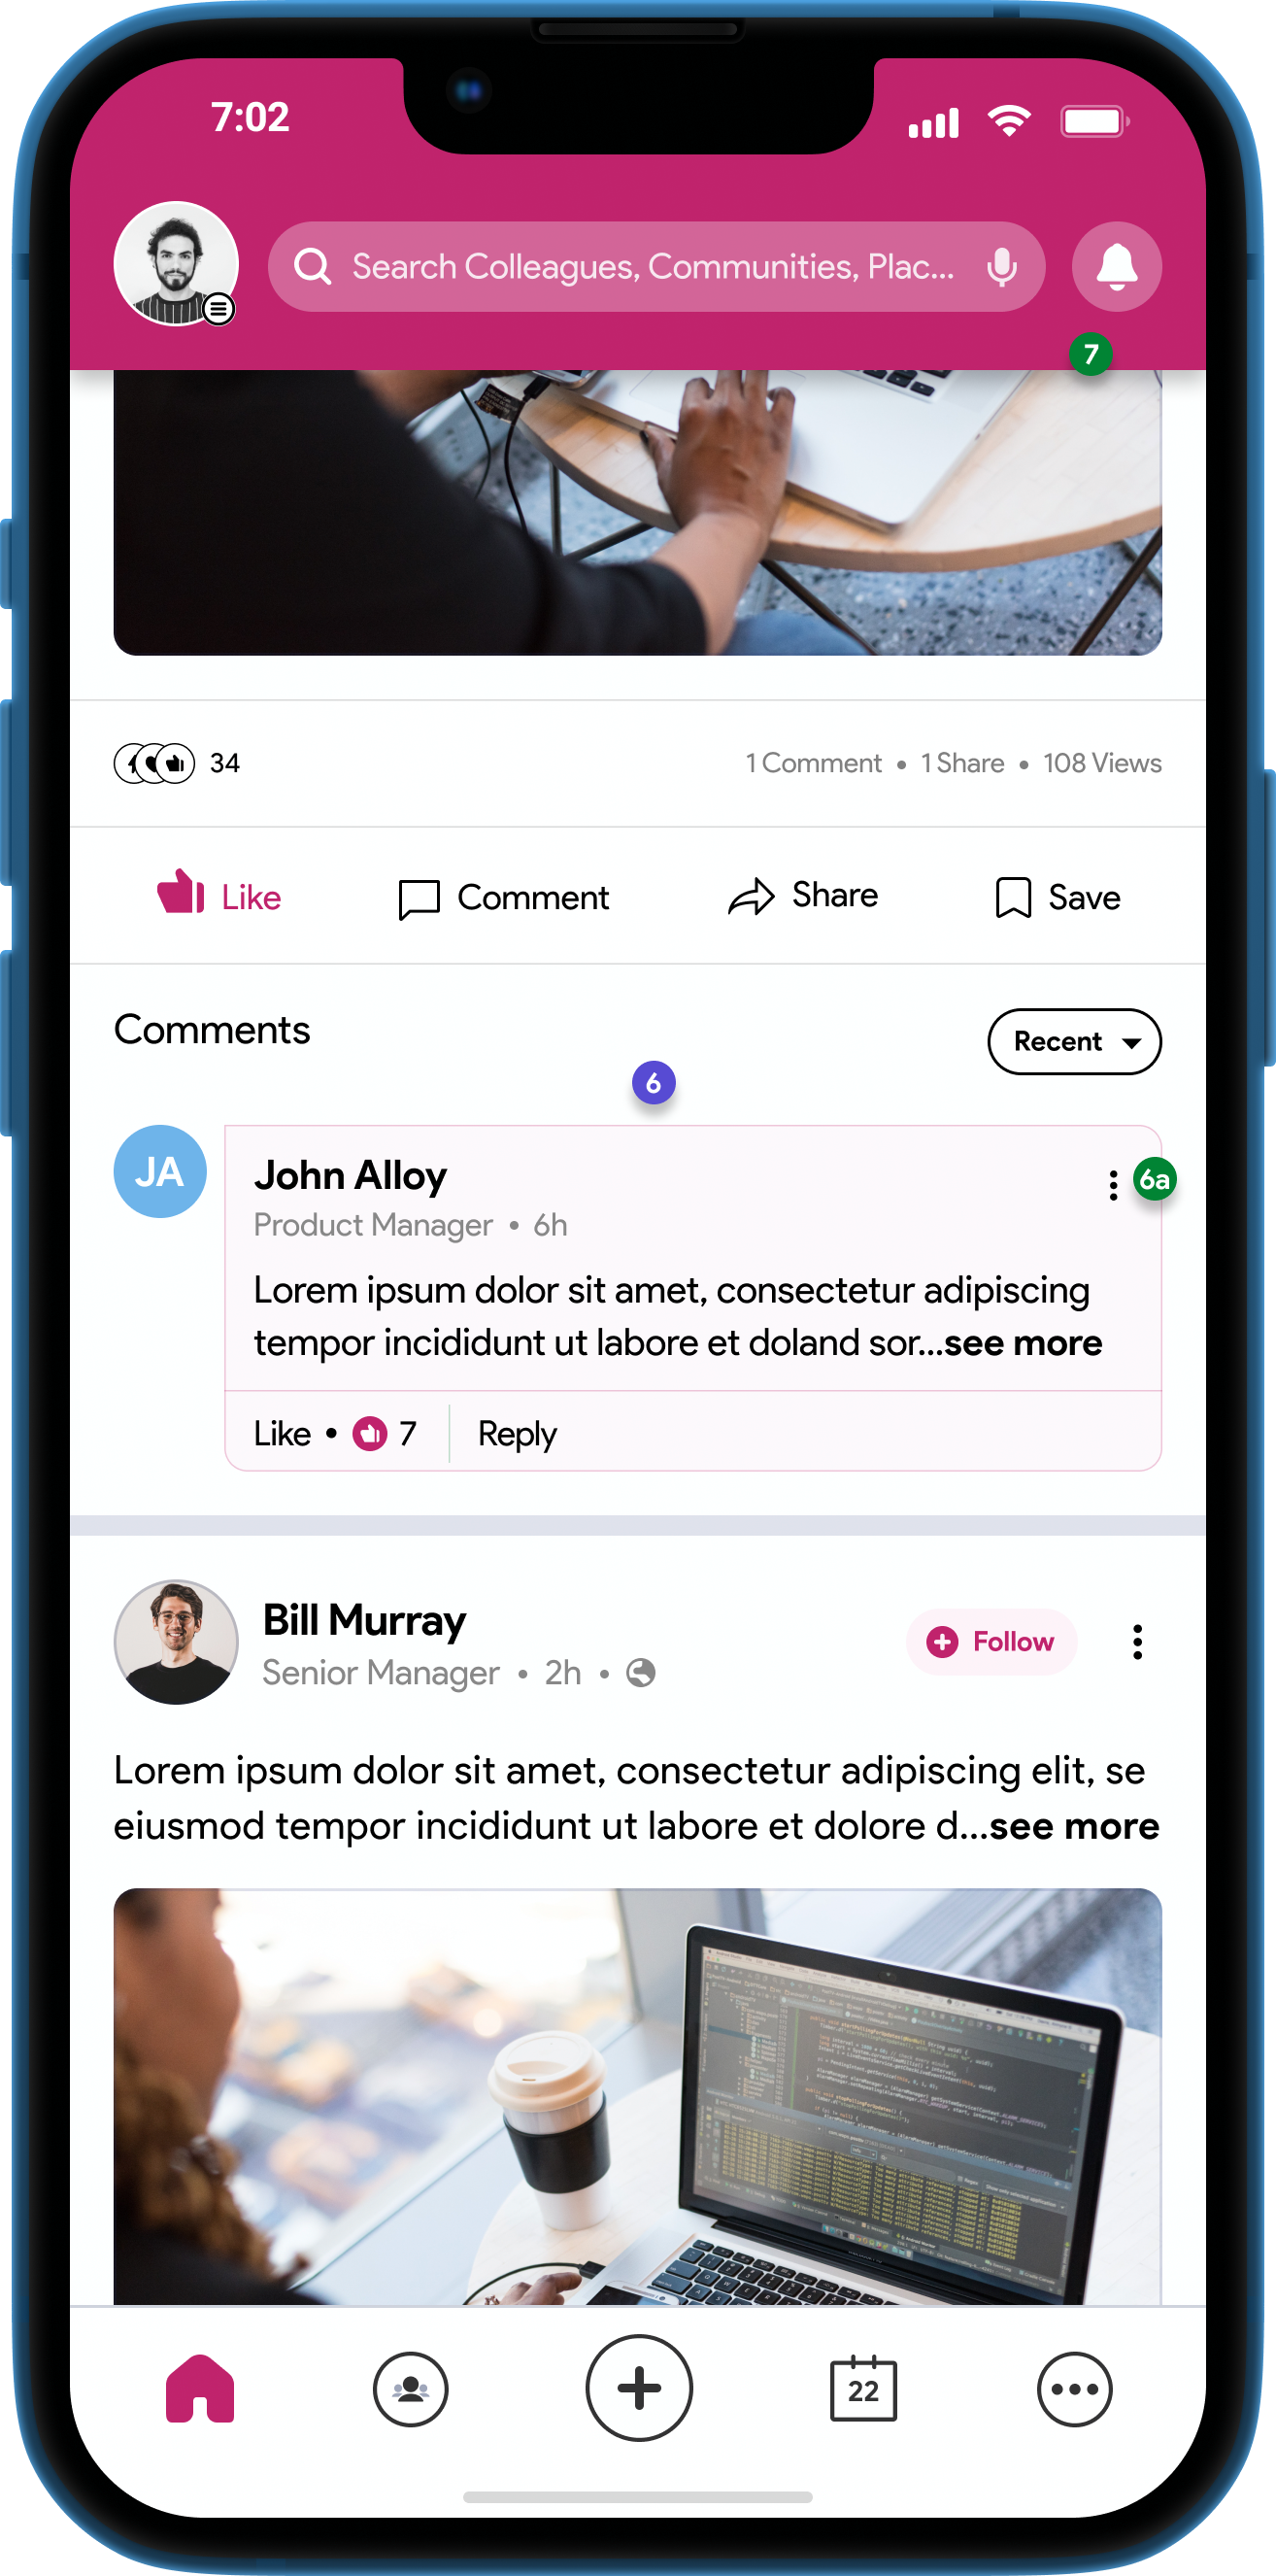 7:02
Search Colleagues, Communities, Plac...
7
34
1 Comment • 1 Share • 108 Views
Like
Comment
Share
Save
Comments
Recent
6
JA
John Alloy
6a
Product Manager • 6h
Lorem ipsum dolor sit amet, consectetur adipiscing
tempor incididunt ut labore et doland sor...see more
Like • 7
Reply
Bill Murray
Follow
Senior Manager • 2h •
Lorem ipsum dolor sit amet, consectetur adipiscing elit, se
eiusmod tempor incididunt ut labore et dolore d...see more
22